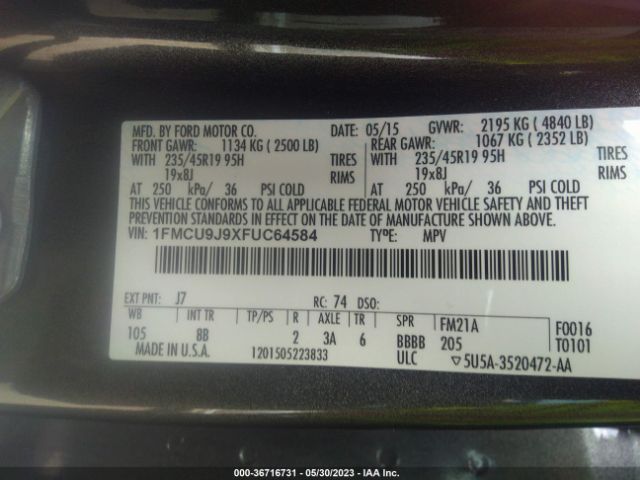 MFD. BY FORD MOTOR CO. DATE: 05/15 GVWR: 2195 KG ( 4840 LB)
FRONT GAWR: 1134 KG ( 2500 LB) REAR GAWR: 1067 KG ( 2352 LB)
WITH 235/45R19 95H TIRES WITH 235/45R19 95H TIRES
19x8J RIMS 19x8J RIMS
AT 250 kPa/ 36 PSI COLD AT 250 kPa/ 36 PSI COLD
THIS VEHICLE CONFORMS TO ALL APPLICABLE FEDERAL MOTOR VEHICLE SAFETY AND THEFT
PREVENTION STANDARDS IN EFFECT ON THE DATE OF MANUFACTURE SHOWN ABOVE.
VIN: 1FMCU9J9XFUC64584 TYPE: MPV
EXT PNT: J7 RC: 74 DSO:
WB INT TR TP/PS R AXLE TR SPR FM21A F0016
105 8B 2 3A 6 BBBB 205 T0101
MADE IN U.S.A. 1201505223833 ULC ▽5U5A-3520472-AA
000-36716731 - 05/30/2023 - IAAI Inc.